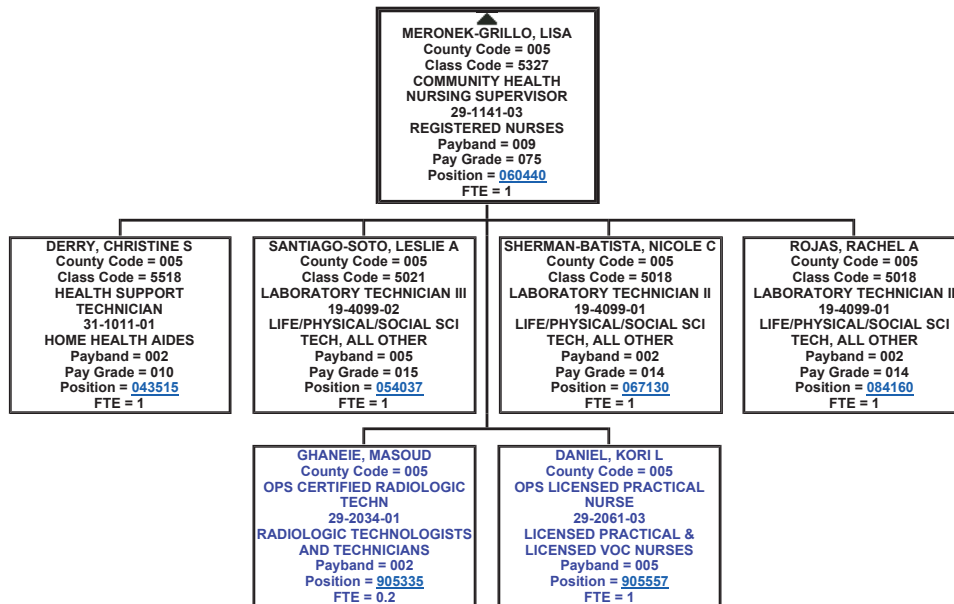 MERONEK-GRILLO, LISA
County Code = 005
Class Code = 5327
COMMUNITY HEALTH
NURSING SUPERVISOR
29-1141-03
REGISTERED NURSES
Payband = 009
Pay Grade = 075
Position = 060440
FTE = 1
DERRY, CHRISTINE S
County Code = 005
Class Code = 5518
HEALTH SUPPORT
TECHNICIAN
31-1011-01
HOME HEALTH AIDES
Payband = 002
Pay Grade = 010
Position = 043515
FTE = 1
SANTIAGO-SOTO, LESLIE A
County Code = 005
Class Code = 5021
LABORATORY TECHNICIAN III
19-4099-02
LIFE/PHYSICAL/SOCIAL SCI
TECH, ALL OTHER
Payband = 005
Pay Grade = 015
Position = 054037
FTE = 1
SHERMAN-BATISTA, NICOLE C
County Code = 005
Class Code = 5018
LABORATORY TECHNICIAN II
19-4099-01
LIFE/PHYSICAL/SOCIAL SCI
TECH, ALL OTHER
Payband = 002
Pay Grade = 014
Position = 067130
FTE = 1
ROJAS, RACHEL A
County Code = 005
Class Code = 5018
LABORATORY TECHNICIAN II
19-4099-01
LIFE/PHYSICAL/SOCIAL SCI
TECH, ALL OTHER
Payband = 002
Pay Grade = 014
Position = 084160
FTE = 1
GHANEIE, MASOUD
County Code = 005
OPS CERTIFIED RADIOLOGIC
TECHN
29-2034-01
RADIOLOGIC TECHNOLOGISTS
AND TECHNICIANS
Payband = 002
Position = 905335
FTE = 0.2
DANIEL, KORI L
County Code = 005
OPS LICENSED PRACTICAL
NURSE
29-2061-03
LICENSED PRACTICAL &
LICENSED VOC NURSES
Payband = 005
Position = 905557
FTE = 1